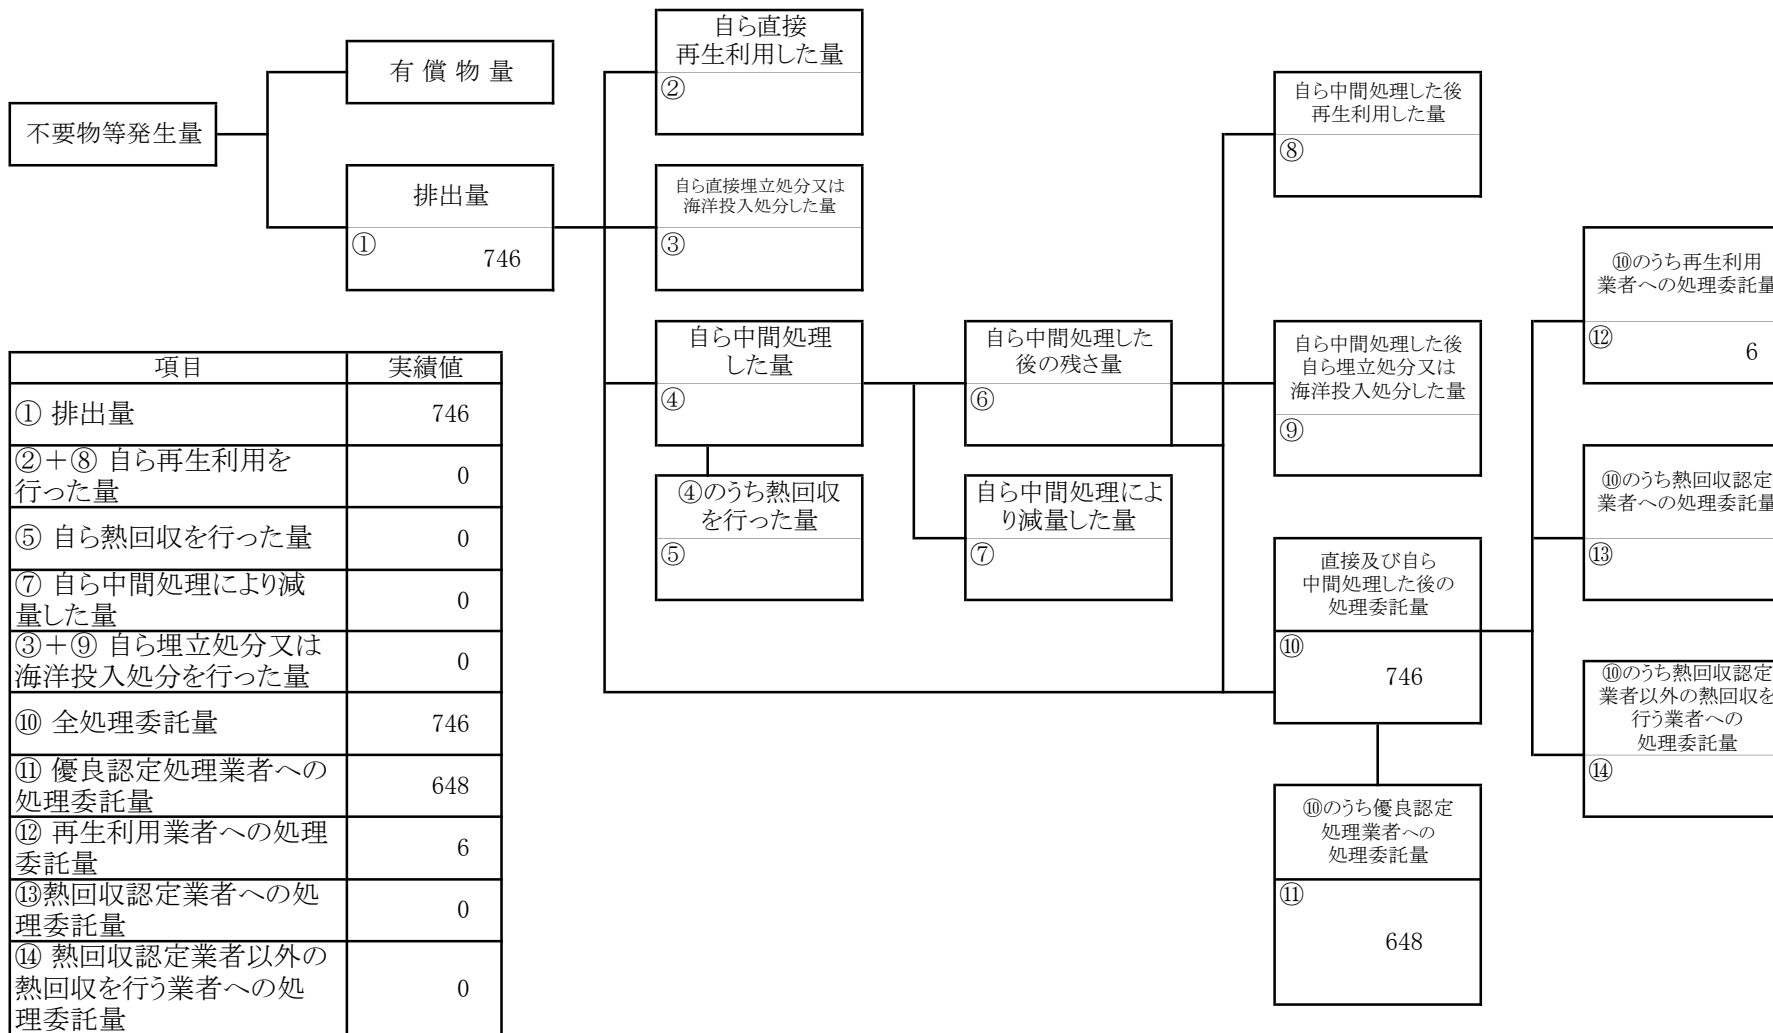 不要物等発生量
有償物量
排出量
①
746
自ら直接
再生利用した量
②
自ら直接埋立処分又は
海洋投入処分した量
③
自ら中間処理
した量
④
④のうち熱回収
を行った量
⑤
自ら中間処理した
後の残さ量
⑥
自ら中間処理によ
り減量した量
⑦
自ら中間処理した後
再生利用した量
⑧
自ら中間処理した後
自ら埋立処分又は
海洋投入処分した量
⑨
直接及び自ら
中間処理した後の
処理委託量
⑩
746
⑩のうち優良認定
処理業者への
処理委託量
⑪
648
⑩のうち再生利用
業者への処理委託量
⑫
6
⑩のうち熱回収認定
業者への処理委託量
⑬
⑩のうち熱回収認定
業者以外の熱回収を
行う業者への
処理委託量
⑭
項目 実績値
① 排出量 746
②+⑧ 自ら再生利用を
行った量 0
⑤ 自ら熱回収を行った量 0
⑦ 自ら中間処理により減
量した量 0
③+⑨ 自ら埋立処分又は
海洋投入処分を行った量 0
⑩ 全処理委託量 746
⑪ 優良認定処理業者への
処理委託量 648
⑫ 再生利用業者への処理
委託量 6
⑬熱回収認定業者への処
理委託量 0
⑭ 熱回収認定業者以外の
熱回収を行う業者への処
理委託量 0